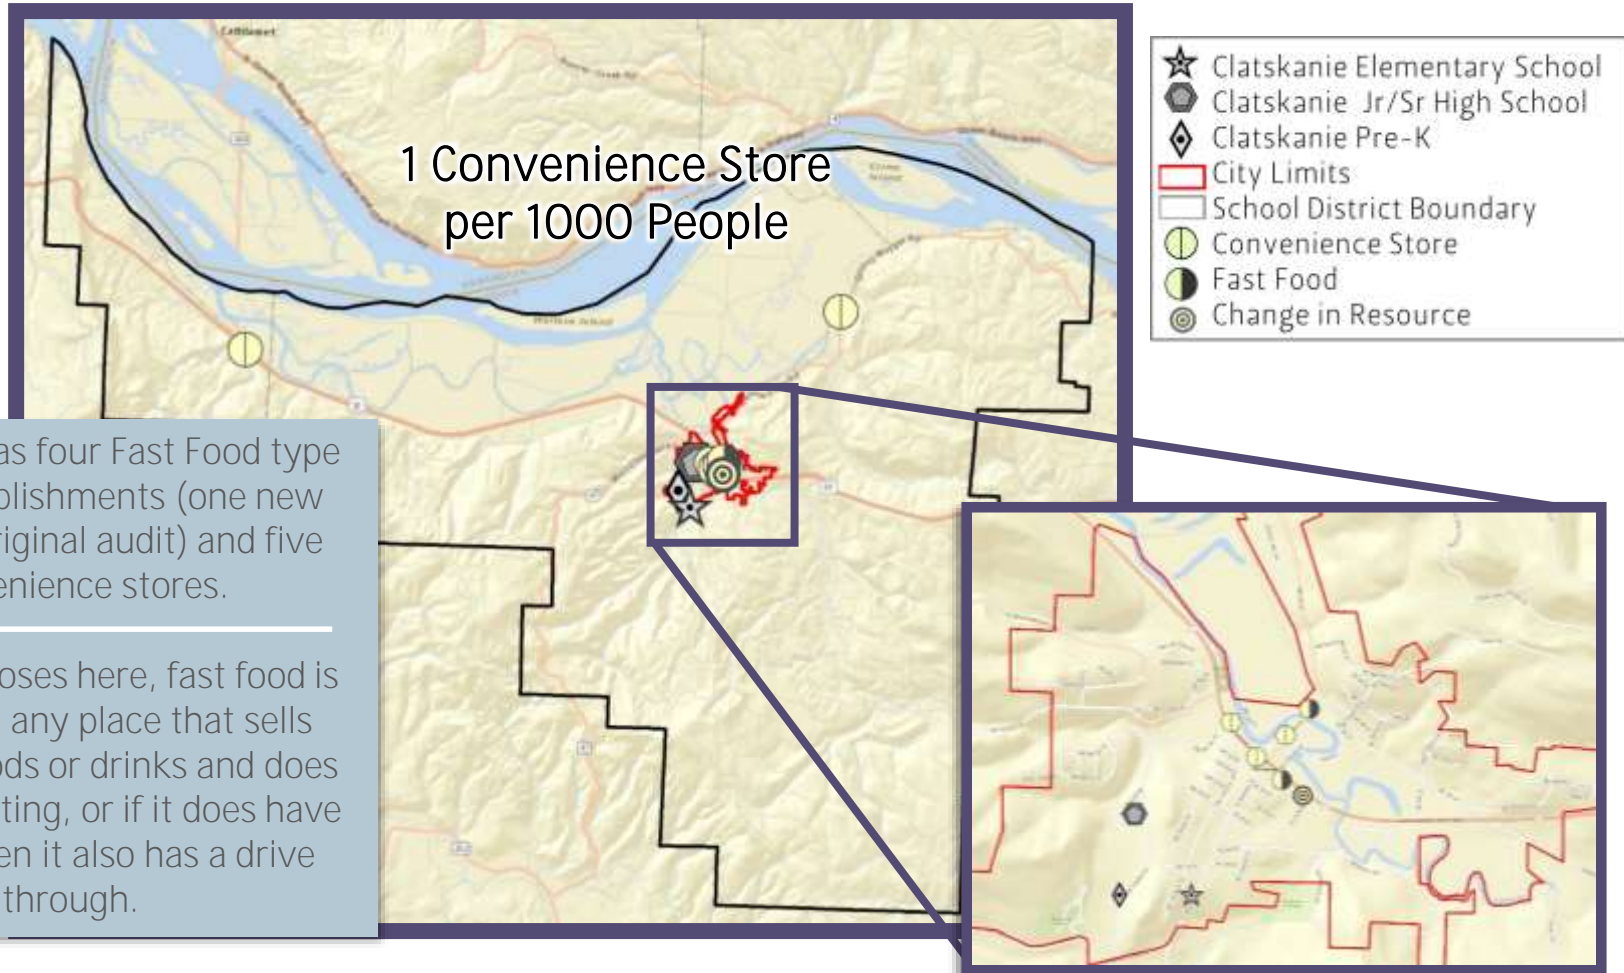 1 Convenience Store
per 1000 People
Clatskanie Elementary School
Clatskanie Jr/Sr High School
Clatskanie Pre-K
City Limits
School District Boundary
Convenience Store
Fast Food
Change in Resource
Cathlamet
as four Fast Food type
blishments (one new
riginal audit) and five
enience stores.
oses here, fast food is
any place that sells
ods or drinks and does
ting, or if it does have
en it also has a drive
through.